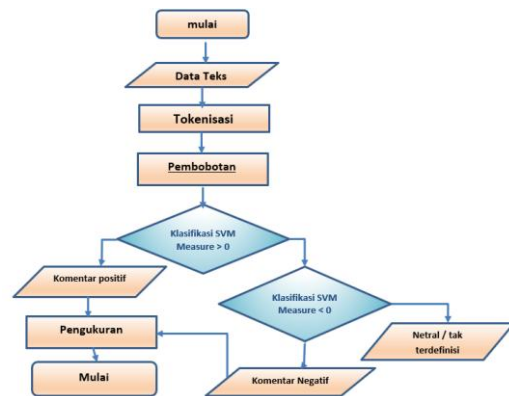 mulai
Data Teks
Tokenisasi
Pembobotan
Klasifikasi SVM
Measure > 0
Komentar positif
Klasifikasi SVM
Measure < 0
Pengukuran
Netral / tak
terdefinisi
Mulai
Komentar Negatif